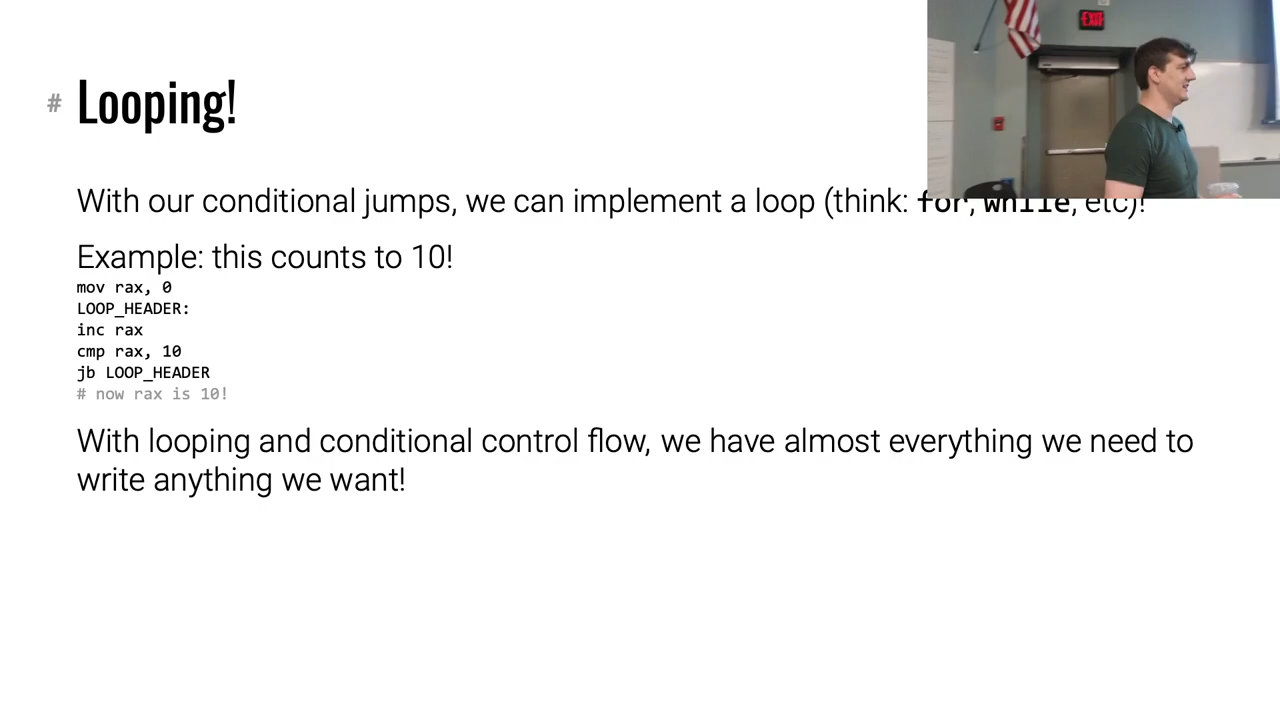 EXIT
# Looping!
With our conditional jumps, we can implement a loop (think: for, while, etc)!
Example: this counts to 10!
mov rax, 0
LOOP_HEADER:
inc rax
cmp rax, 10
jb LOOP_HEADER
# now rax is 10!
With looping and conditional control flow, we have almost everything we need to
write anything we want!